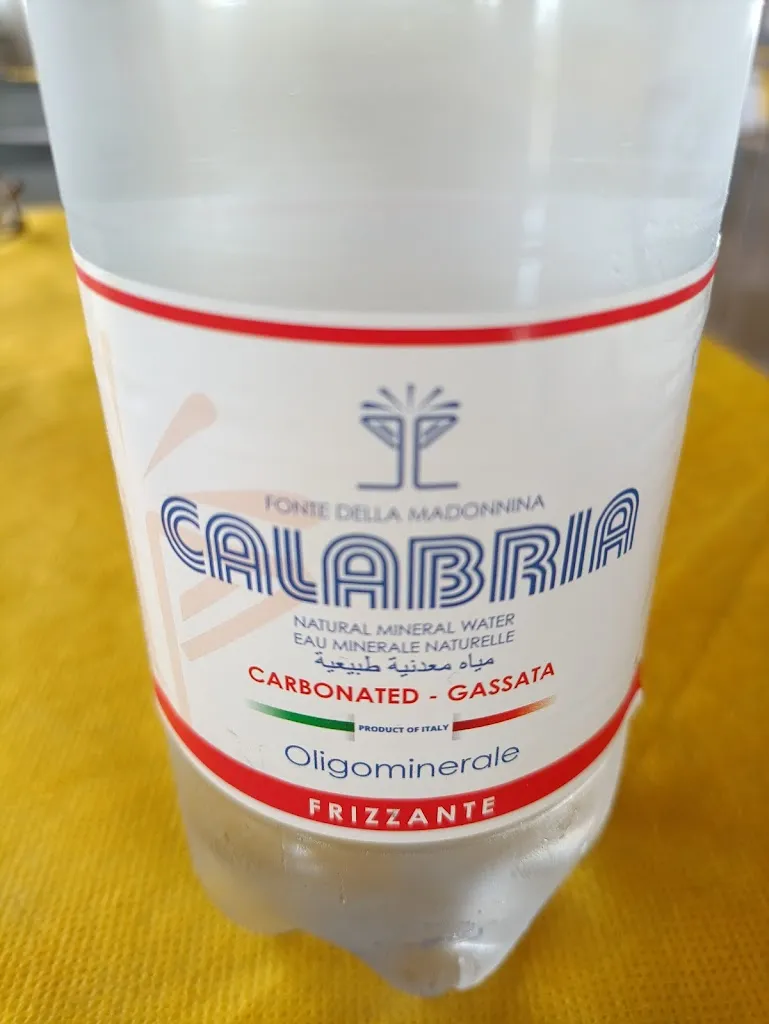 FONTE DELLA MADONNINA
CALABRIA
NATURAL MINERAL WATER
EAU MINERALE NATURELLE
مياه معدنية طبيعية
CARBONATED - GASSATA
PRODUCT OF ITALY
Oligominerale
FRIZZANTE